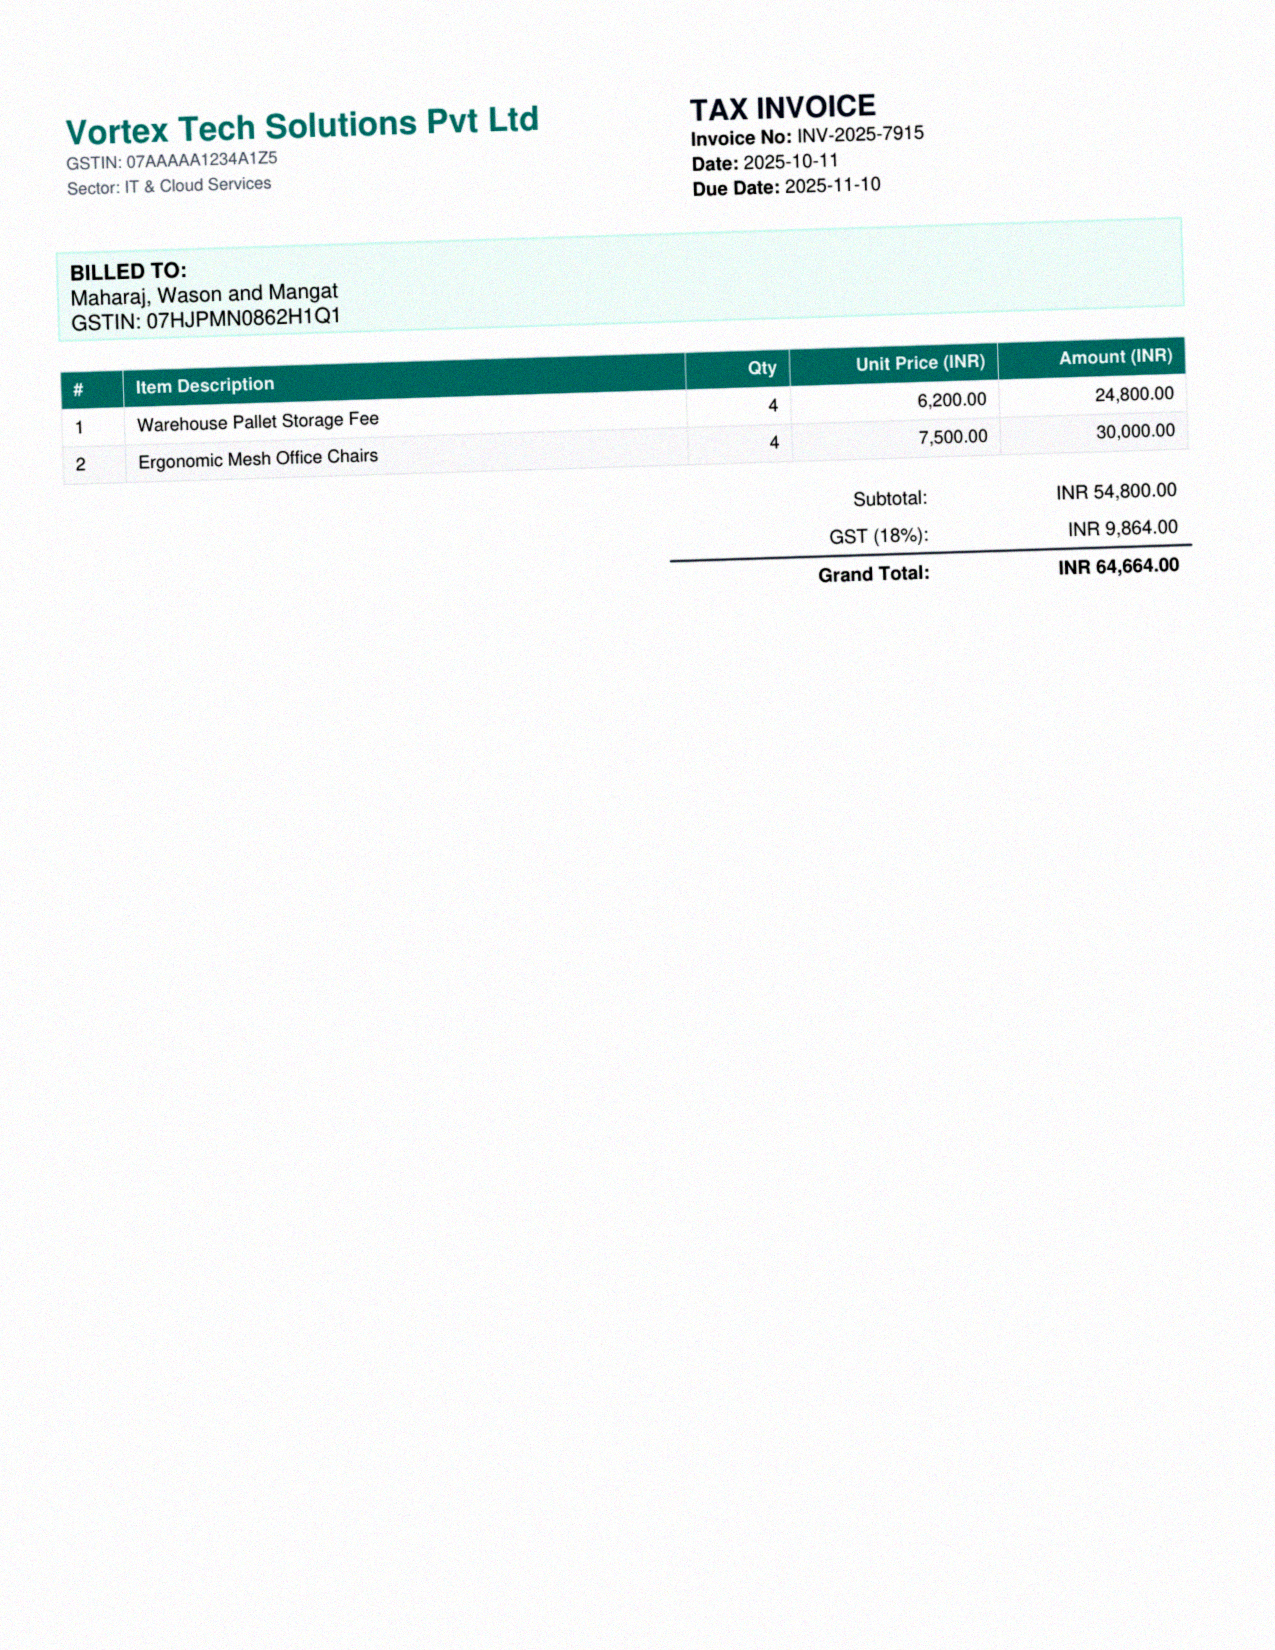 Vortex Tech Solutions Pvt Ltd
GSTIN: 07AAAAA1234A1Z5
Sector: IT & Cloud Services
TAX INVOICE
Invoice No: INV-2025-7915
Date: 2025-10-11
Due Date: 2025-11-10
BILLED TO:
Maharaj, Wason and Mangat
GSTIN: 07HJPMN0862H1Q1
# Item Description Qty Unit Price (INR) Amount (INR)
1 Warehouse Pallet Storage Fee 4 6,200.00 24,800.00
2 Ergonomic Mesh Office Chairs 4 7,500.00 30,000.00
Subtotal: INR 54,800.00
GST (18%): INR 9,864.00
Grand Total: INR 64,664.00